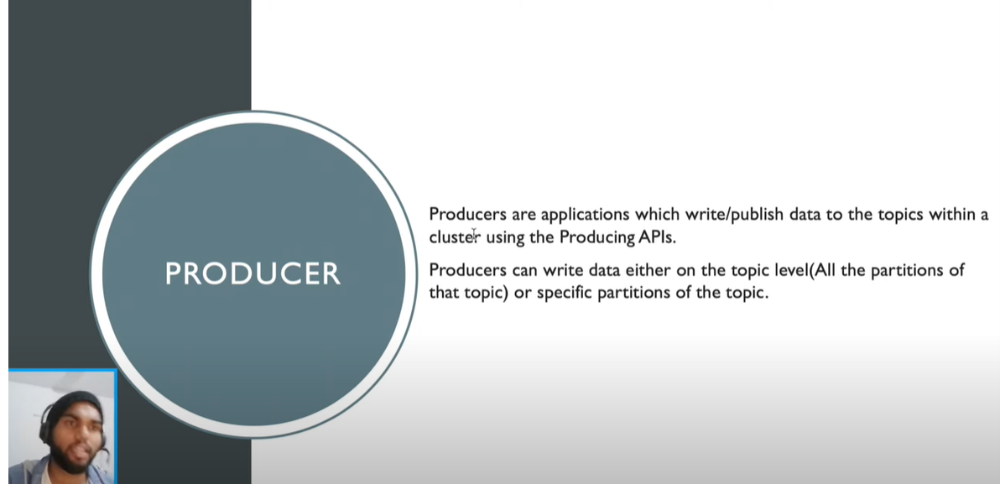 PRODUCER
Producers are applications which write/publish data to the topics within a
cluster using the Producing APIs.
Producers can write data either on the topic level(All the partitions of
that topic) or specific partitions of the topic.